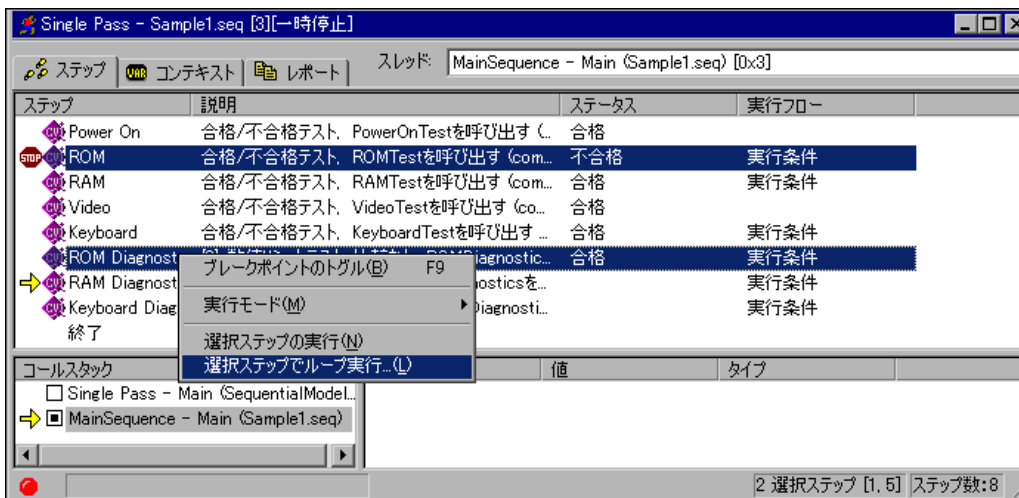 Single Pass - Sample1.seq [3][一時停止]
ステップ コンテキスト レポート スレッド: MainSequence - Main (Sample1.seq) [0x3]
ステップ 説明 ステータス 実行フロー
Power On 合格/不合格テスト, PowerOnTestを呼び出す (... 合格
STOP ROM 合格/不合格テスト, ROMTestを呼び出す (com... 不合格 実行条件
RAM 合格/不合格テスト, RAMTestを呼び出す (com... 合格 実行条件
Video 合格/不合格テスト, VideoTestを呼び出す (co... 合格
Keyboard 合格/不合格テスト, KeyboardTestを呼び出す ... 合格 実行条件
ROM Diagnost iagnostic... 合格 実行条件
RAM Diagnost nosticsを... 実行条件
Keyboard Diag Diagnosti... 実行条件
終了
ブレークポイントのトグル(B) F9
実行モード(M)
選択ステップの実行(N)
選択ステップでループ実行...(L)
コールスタック 値 タイプ
Single Pass - Main (SequentialModel...
MainSequence - Main (Sample1.seq)
2 選択ステップ [1, 5] ステップ数:8